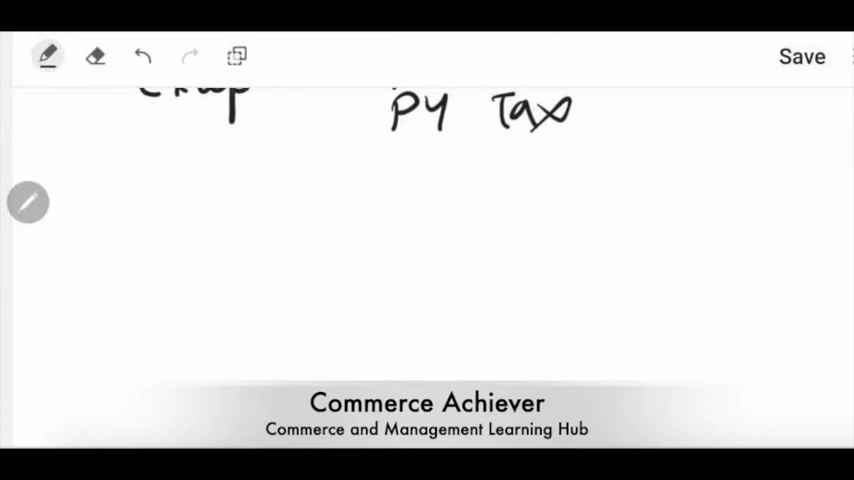 Save
PY Tax
Commerce Achiever
Commerce and Management Learning Hub